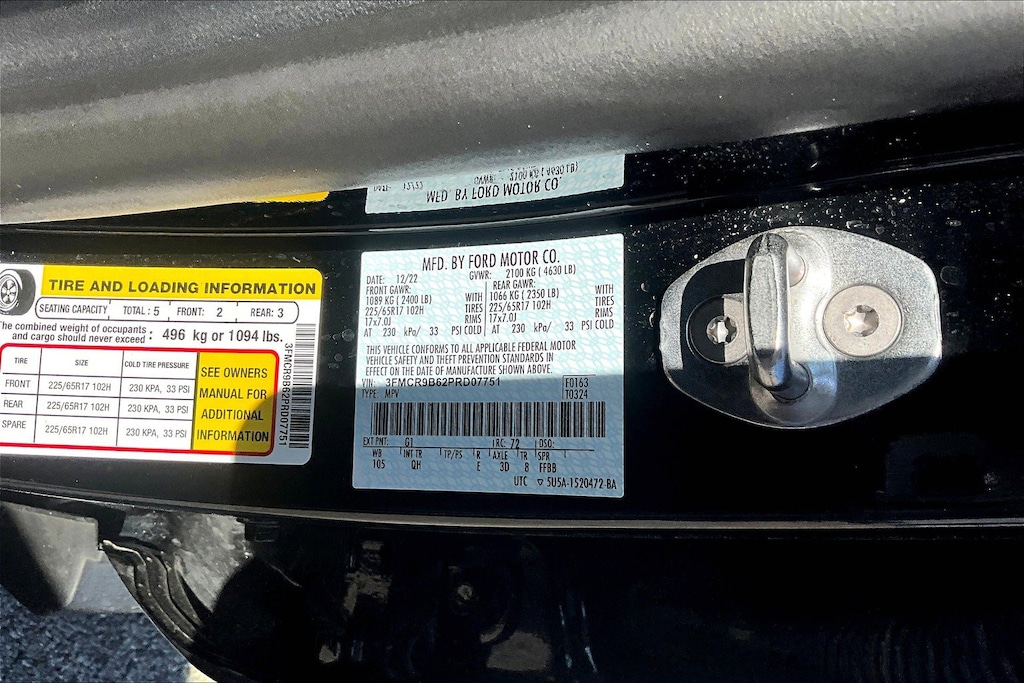 DATE: 12/22
GVWR: 2100 KG ( 4630 LB)
MFD. BY FORD MOTOR CO.
TIRE AND LOADING INFORMATION
SEATING CAPACITY TOTAL: 5 FRONT: 2 REAR: 3
The combined weight of occupants and cargo should never exceed 496 kg or 1094 lbs.
TIRE SIZE COLD TIRE PRESSURE
FRONT 225/65R17 102H 230 KPA, 33 PSI
REAR 225/65R17 102H 230 KPA, 33 PSI
SPARE 225/65R17 102H 230 KPA, 33 PSI
SEE OWNERS
MANUAL FOR
ADDITIONAL
INFORMATION
3FMCR9B62PRD07751
MFD. BY FORD MOTOR CO.
DATE: 12/22 GVWR: 2100 KG ( 4630 LB)
FRONT GAWR: REAR GAWR:
1089 KG ( 2400 LB) WITH 1066 KG ( 2350 LB) WITH
225/65R17 102H TIRES 225/65R17 102H TIRES
17x7.0J RIMS 17x7.0J RIMS
AT 230 kPa/ 33 PSI COLD AT 230 kPa/ 33 PSI COLD
THIS VEHICLE CONFORMS TO ALL APPLICABLE FEDERAL MOTOR
VEHICLE SAFETY AND THEFT PREVENTION STANDARDS IN
EFFECT ON THE DATE OF MANUFACTURE SHOWN ABOVE.
VIN: 3FMCR9B62PRD07751 F0163
TYPE MPV T0324
EXT PNT: G1 RC: 72 DSO:
WB INT TR TP/PS R AXLE TR SPR
105 QH E 3D 8 FFBB
UTC ▽ 5U5A-1520472-BA